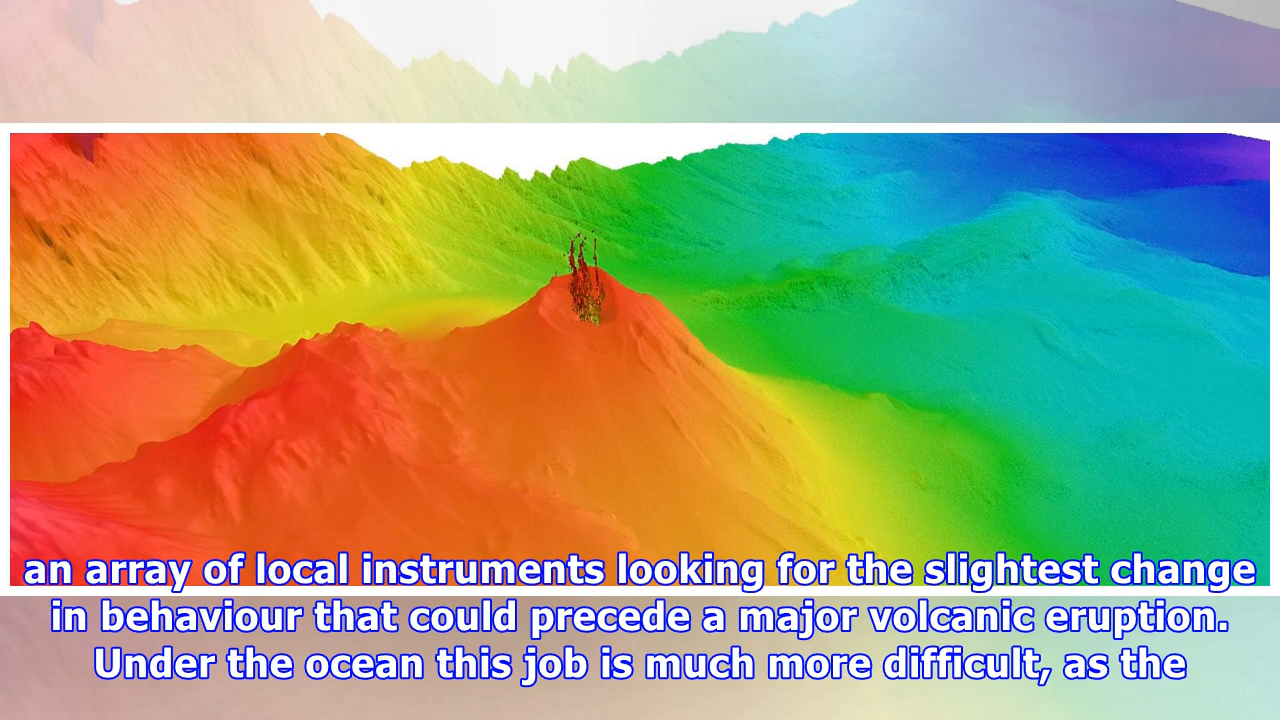 an array of local instruments looking for the slightest change
in behaviour that could precede a major volcanic eruption.
Under the ocean this job is much more difficult, as the